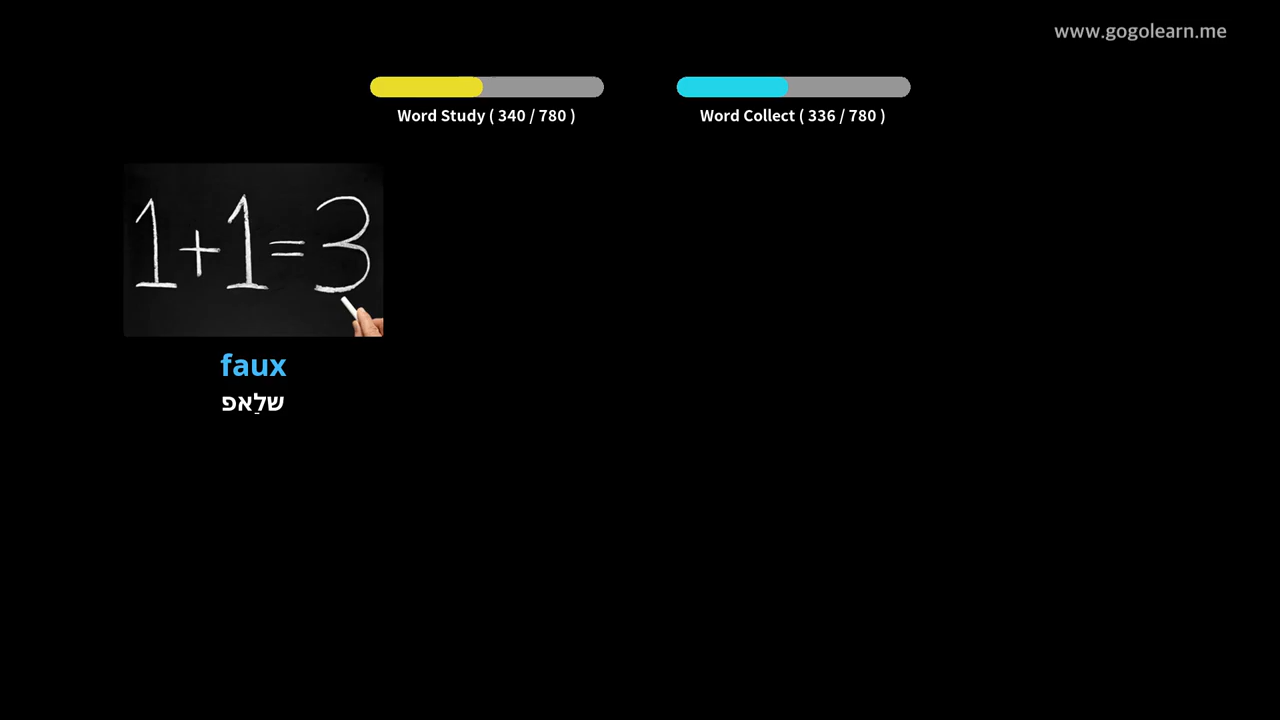 www.gogolearn.me
Word Study ( 340 / 780 )
Word Collect ( 336 / 780 )
1+1=3
faux
שלַאפ